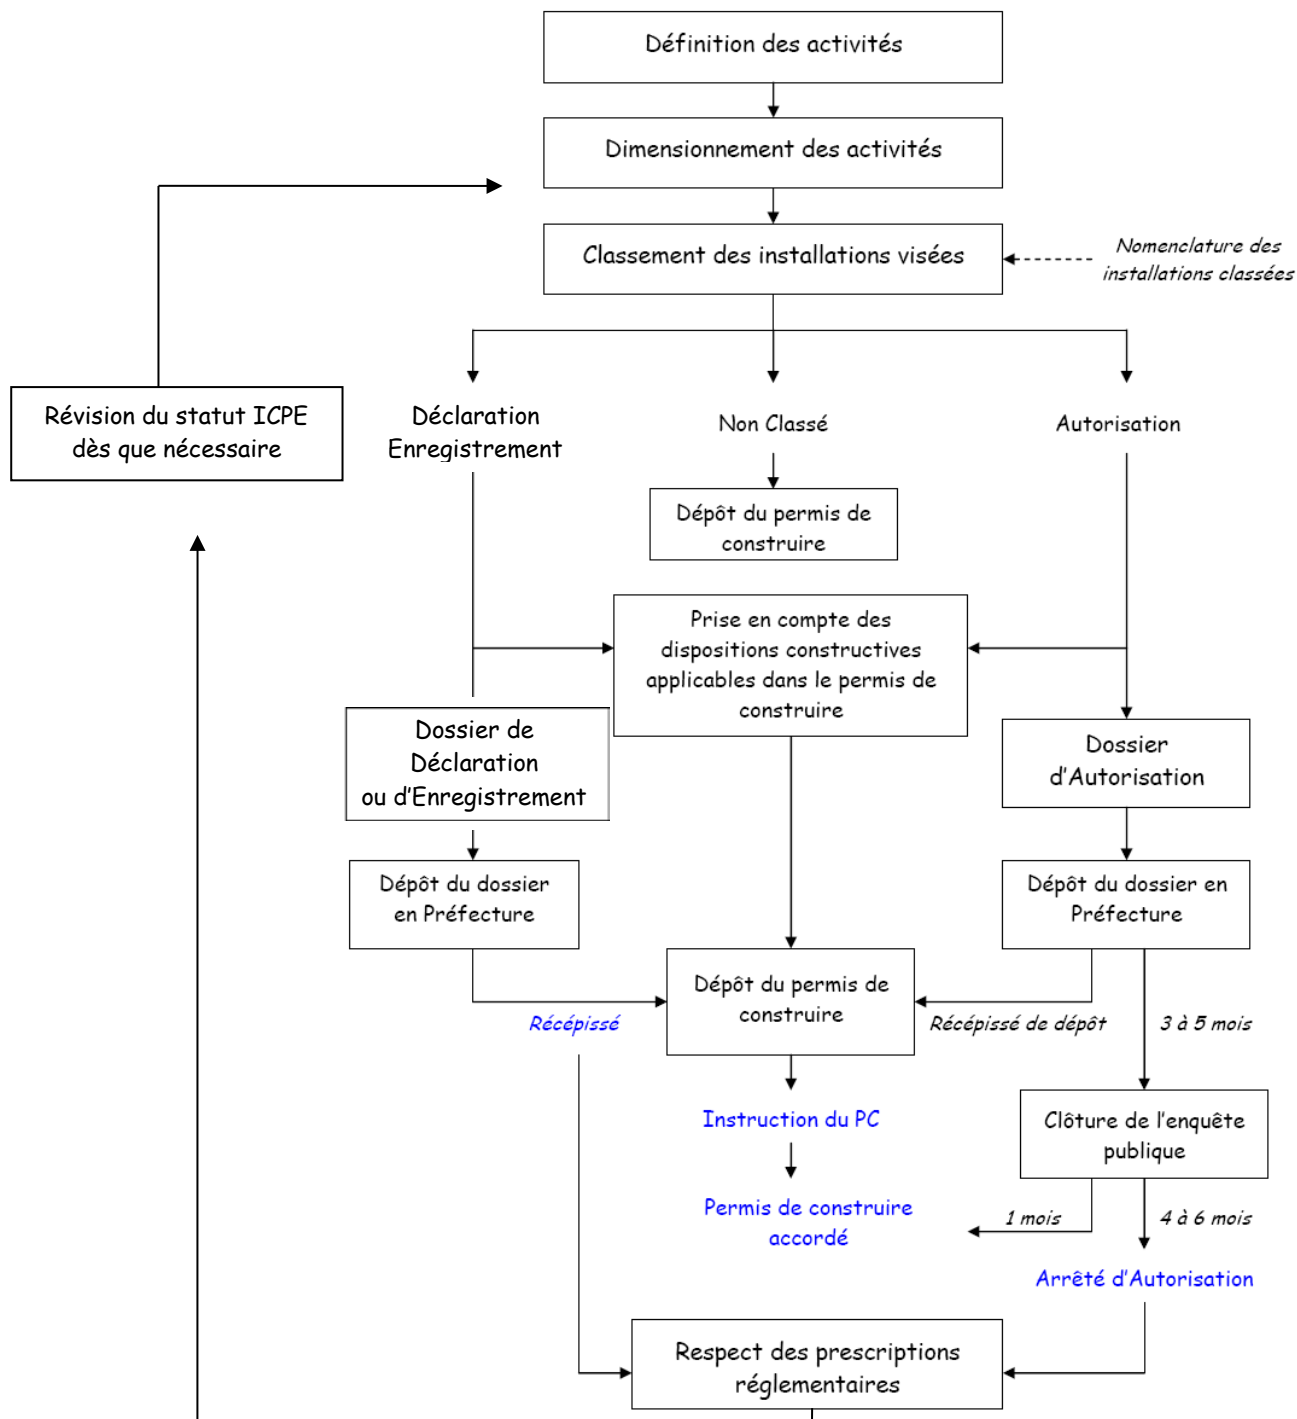 Définition des activités
Dimensionnement des activités
Classement des installations visées
Nomenclature des
installations classées
Révision du statut ICPE
dès que nécessaire
Déclaration
Enregistrement
Non Classé
Autorisation
Dépôt du permis de
construire
Prise en compte des
dispositions constructives
applicables dans le permis de
construire
Dossier de
Déclaration
ou d'Enregistrement
Dossier
d'Autorisation
Dépôt du dossier
en Préfecture
Dépôt du dossier en
Préfecture
Dépôt du permis de
construire
Récépissé
Récépissé de dépôt
3 à 5 mois
Instruction du PC
Clôture de l'enquête
publique
Permis de construire
accordé
1 mois
4 à 6 mois
Arrêté d'Autorisation
Respect des prescriptions
réglementaires